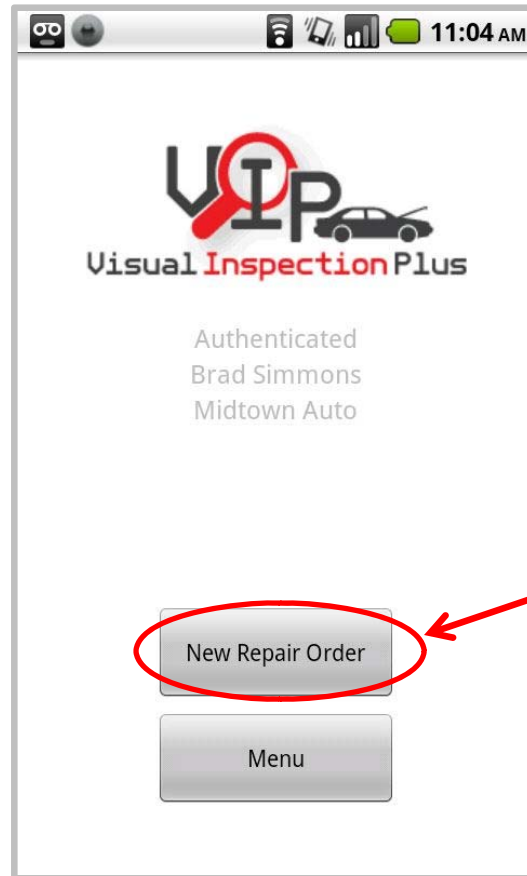 11:04 AM
VIP
Visual Inspection Plus
Authenticated
Brad Simmons
Midtown Auto
New Repair Order
Menu